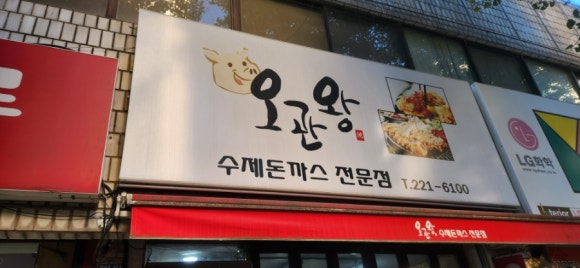 오관왕
수제돈까스 전문점 T.221-6100
오관왕 수제돈까스 전문점
LG화학